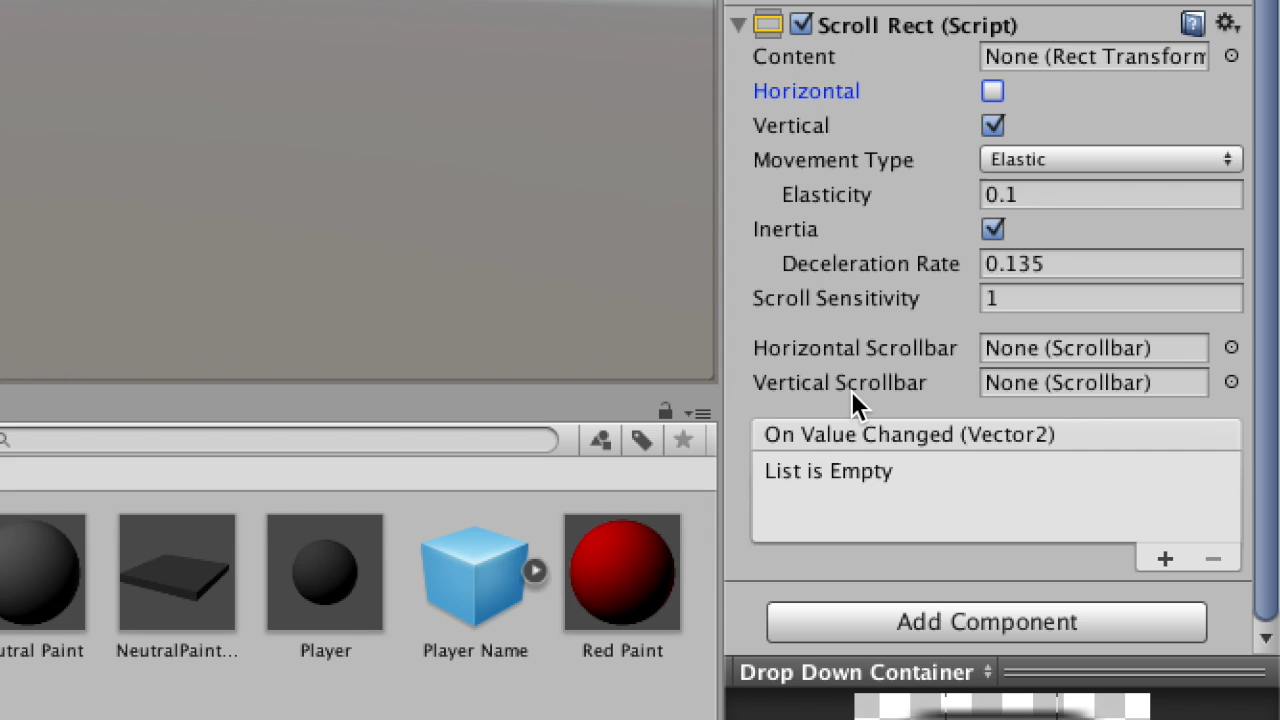 Scroll Rect (Script)
Content None (Rect Transform
Horizontal
Vertical
Movement Type Elastic
Elasticity 0.1
Inertia
Deceleration Rate 0.135
Scroll Sensitivity 1
Horizontal Scrollbar None (Scrollbar)
Vertical Scrollbar None (Scrollbar)
On Value Changed (Vector2)
List is Empty
Add Component
Drop Down Container
utral Paint NeutralPaint... Player Player Name Red Paint